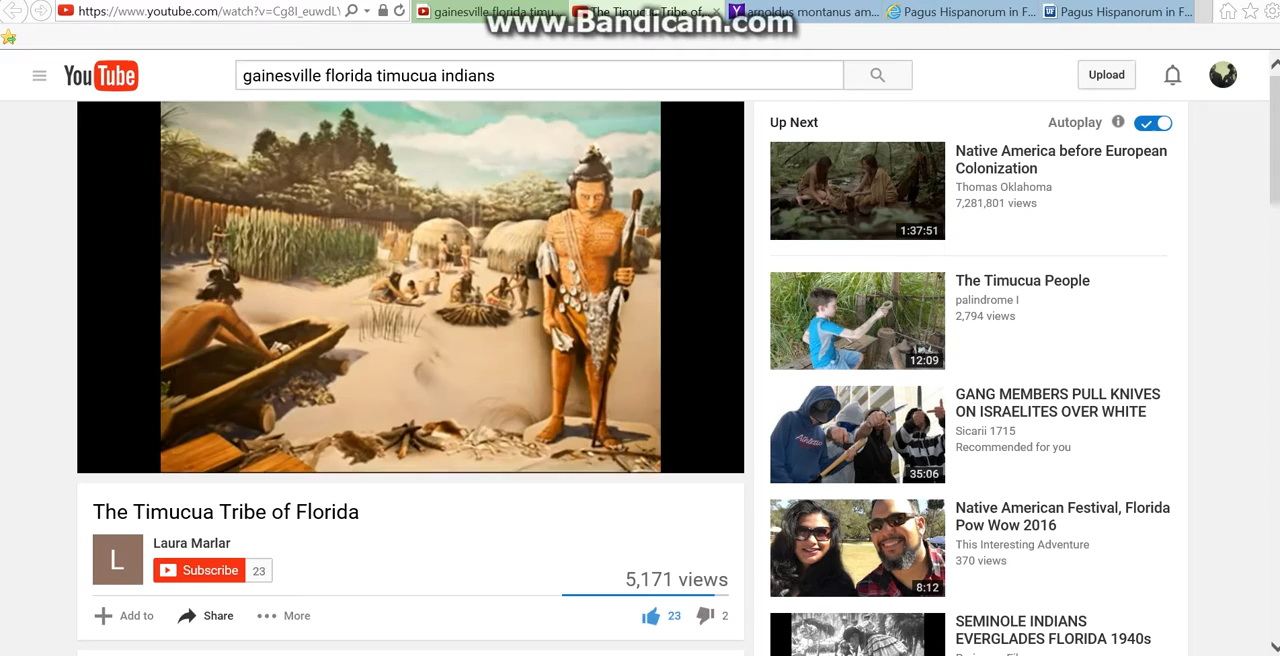 https://www.youtube.com/watch?v=Cg8I_euwdLY
gainesville florida timu...
The Timucua Tribe of...
arnoldus montanus am...
Pagus Hispanorum in F...
Pagus Hispanorum in F...
www.Bandicam.com
YouTube
gainesville florida timucua indians
Upload
Up Next
Autoplay
Native America before European
Colonization
Thomas Oklahoma
7,281,801 views
1:37:51
The Timucua People
palindrome I
2,794 views
12:09
GANG MEMBERS PULL KNIVES
ON ISRAELITES OVER WHITE
Sicarii 1715
Recommended for you
35:06
Native American Festival, Florida
Pow Wow 2016
This Interesting Adventure
370 views
8:12
SEMINOLE INDIANS
EVERGLADES FLORIDA 1940s
The Timucua Tribe of Florida
L
Laura Marlar
Subscribe 23
5,171 views
Add to
Share
More
23
2